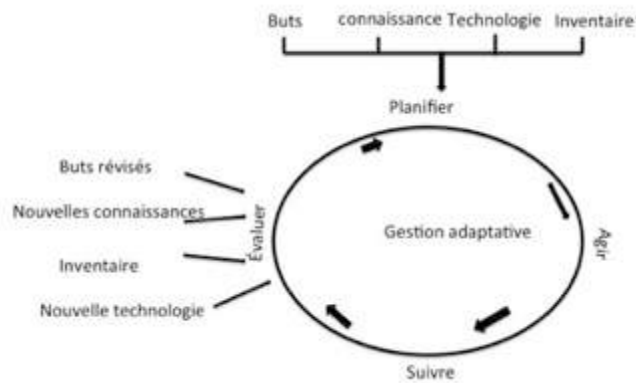 Buts connaissance Technologie Inventaire
Planifier
Buts révisés
Nouvelles connaissances
Évaluer
Gestion adaptative
Agir
Inventaire
Nouvelle technologie
Suivre